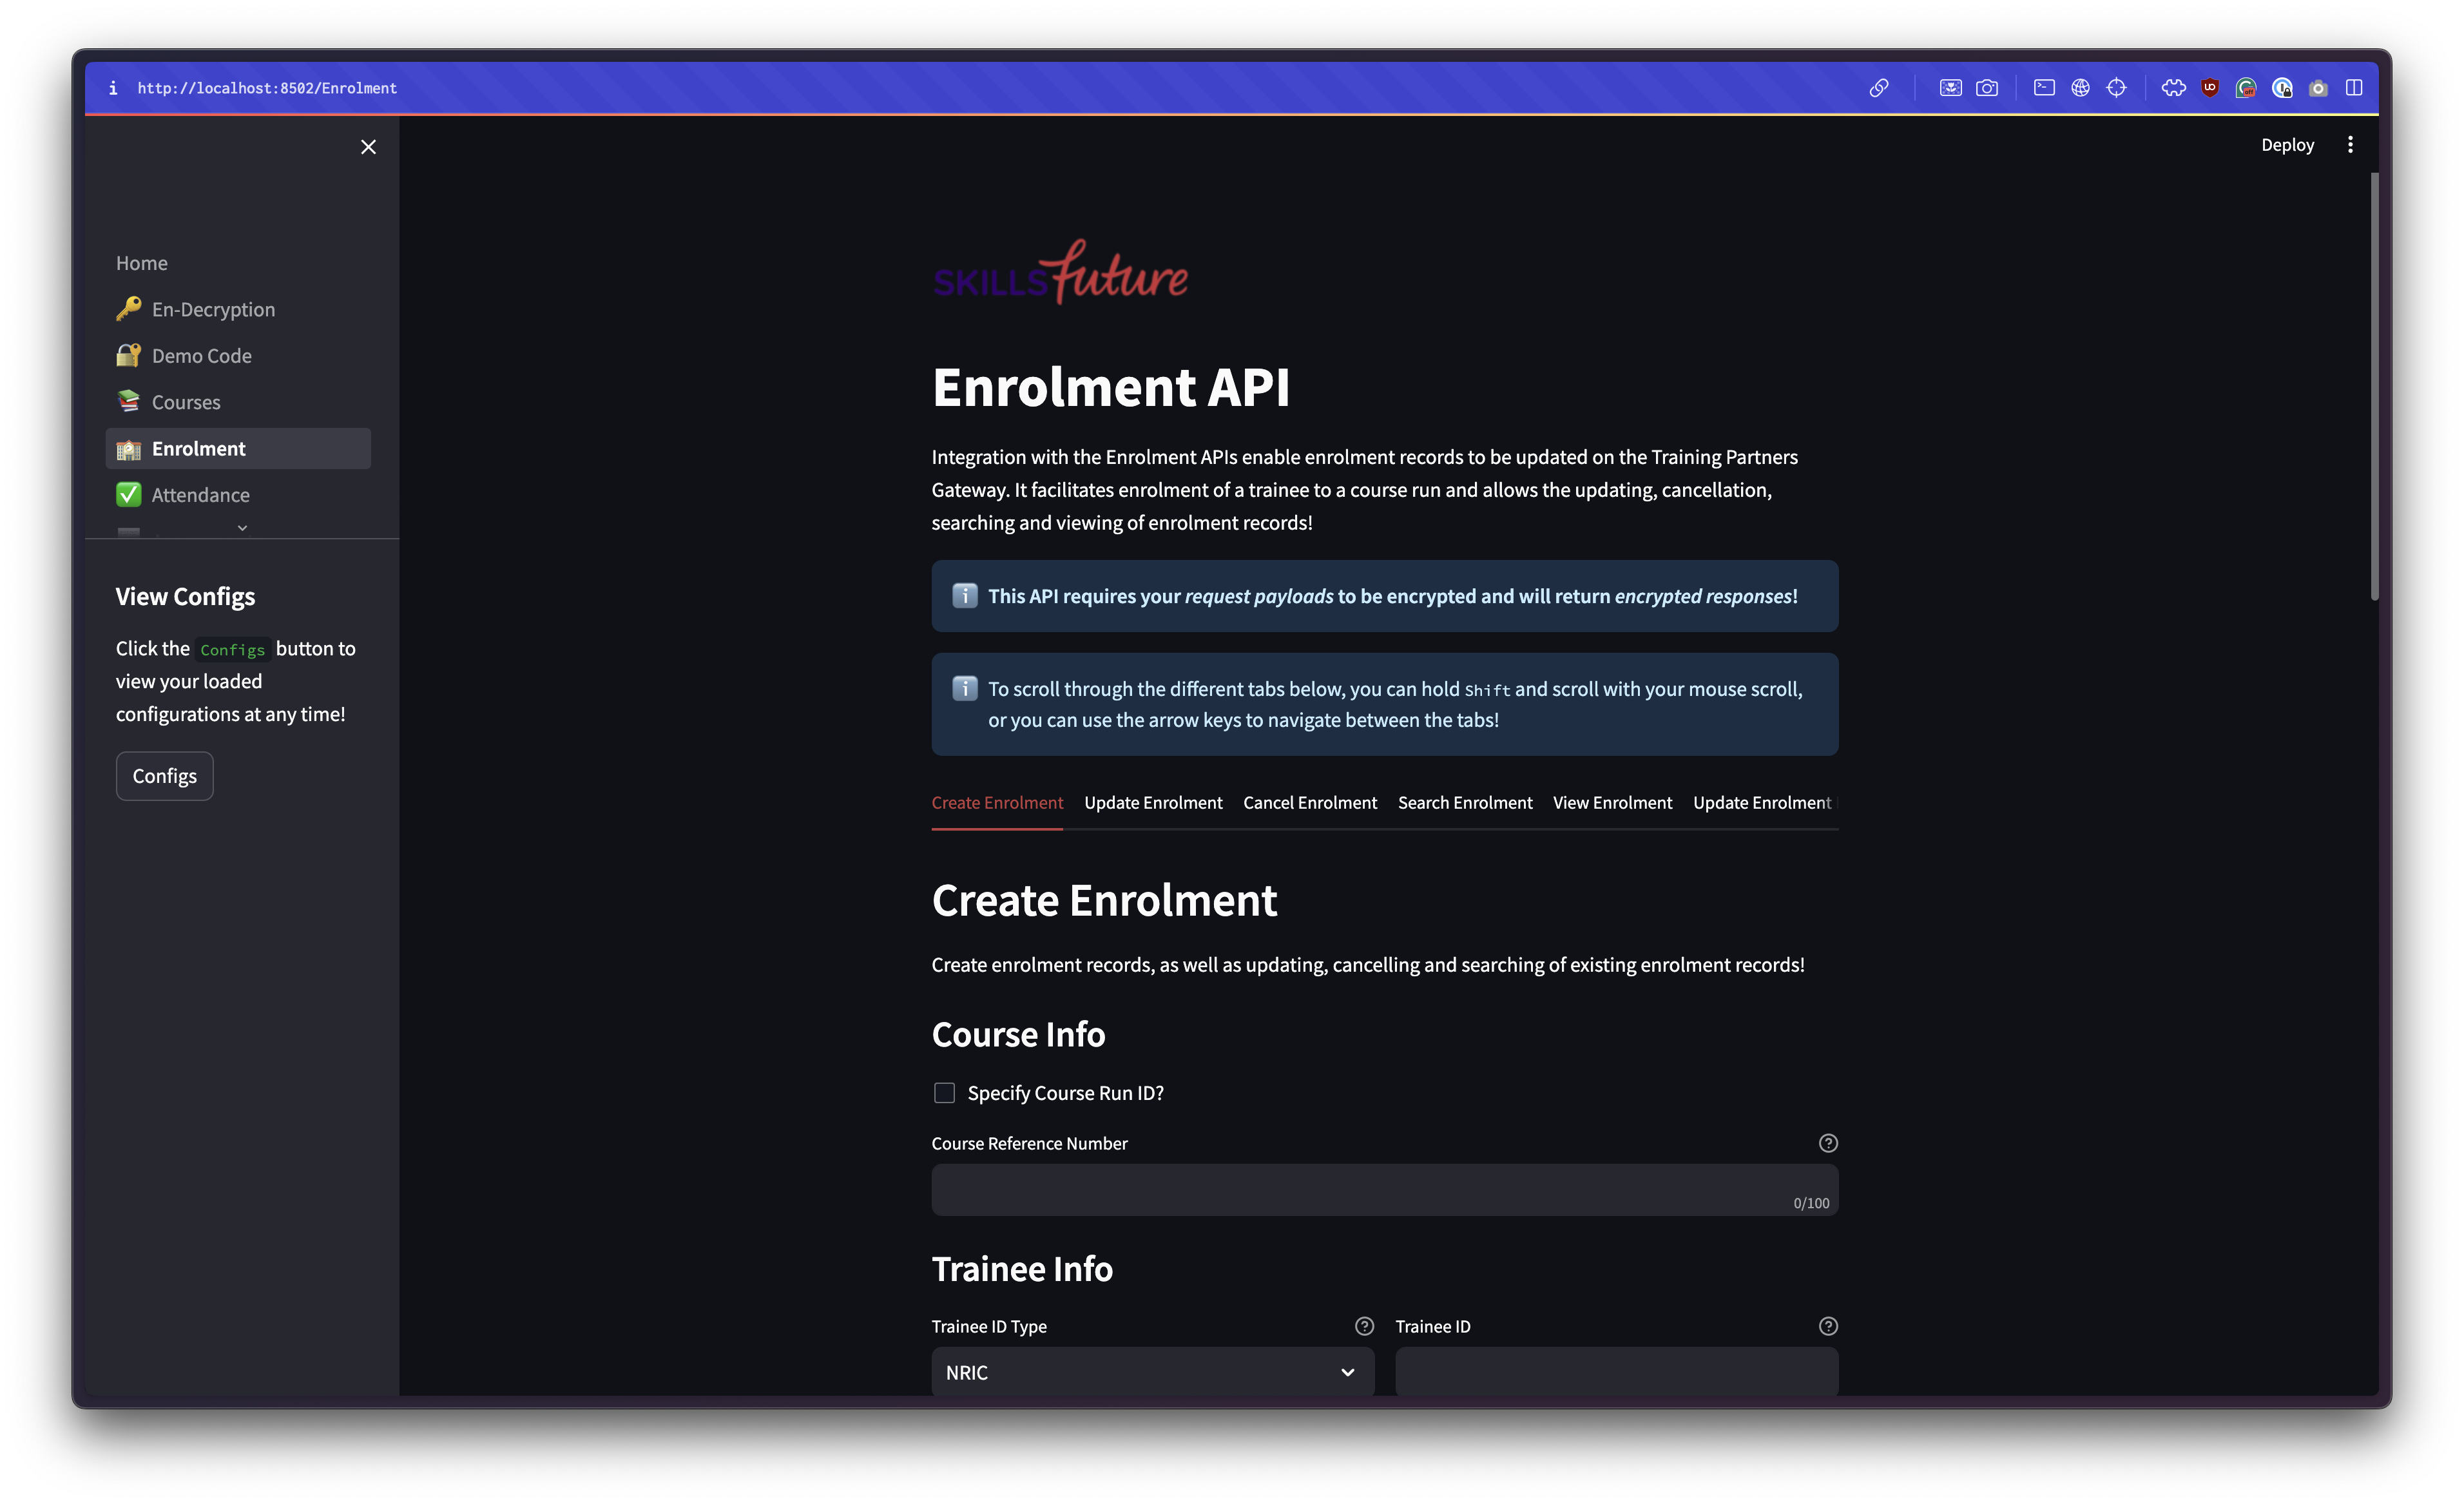 http://localhost:8502/Enrolment
Deploy
Home
En-Decryption
Demo Code
Courses
Enrolment
Attendance
View Configs
Click the Configs button to
view your loaded
configurations at any time!
Configs
SKILLSfuture
Enrolment API
Integration with the Enrolment APIs enable enrolment records to be updated on the Training Partners
Gateway. It facilitates enrolment of a trainee to a course run and allows the updating, cancellation,
searching and viewing of enrolment records!
This API requires your request payloads to be encrypted and will return encrypted responses!
To scroll through the different tabs below, you can hold Shift and scroll with your mouse scroll,
or you can use the arrow keys to navigate between the tabs!
Create Enrolment Update Enrolment Cancel Enrolment Search Enrolment View Enrolment Update Enrolment
Create Enrolment
Create enrolment records, as well as updating, cancelling and searching of existing enrolment records!
Course Info
Specify Course Run ID?
Course Reference Number
0/100
Trainee Info
Trainee ID Type Trainee ID
NRIC